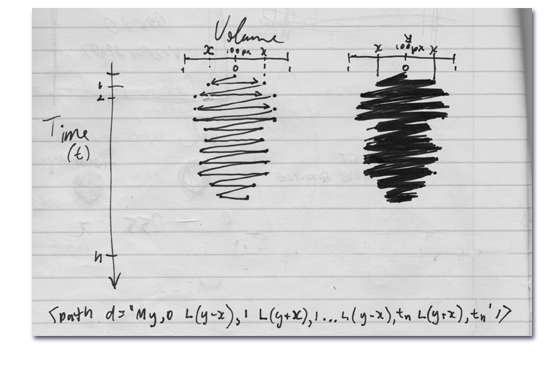 Volume
x 100px x
0
y
x 100px x
0
1
2
Time
(t)
n
<path d="My,0 L(y-x),1 L(y+x),1... L(y-x),tn L(y+x),tn" />